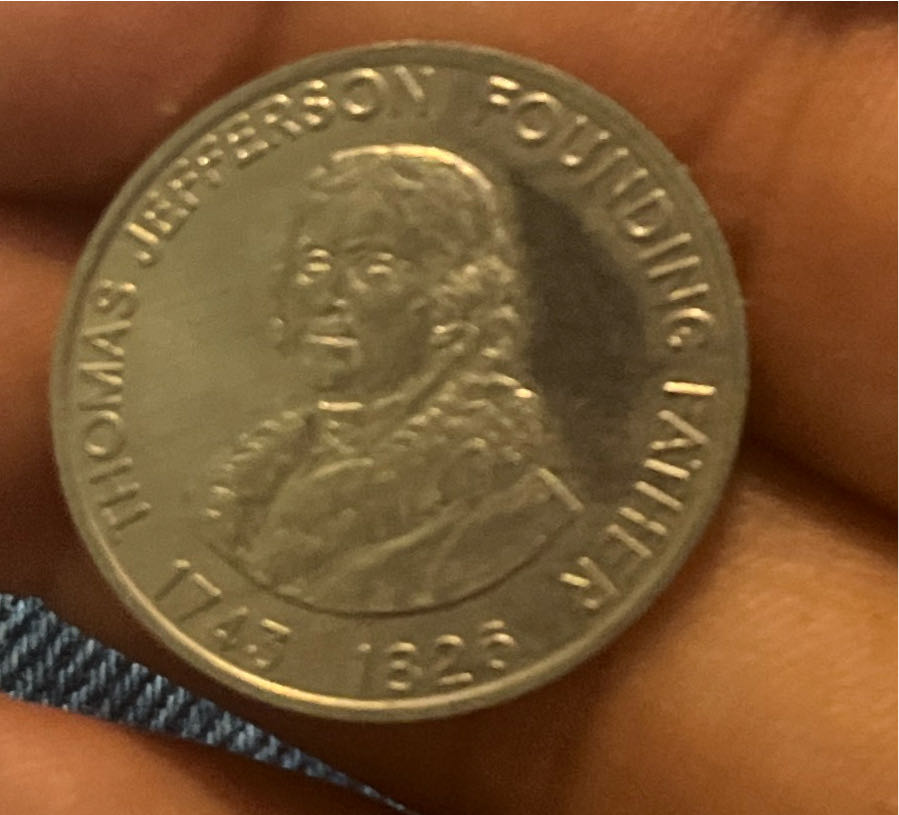 THOMAS JEFFERSON FOUNDING FATHER
1743 1826